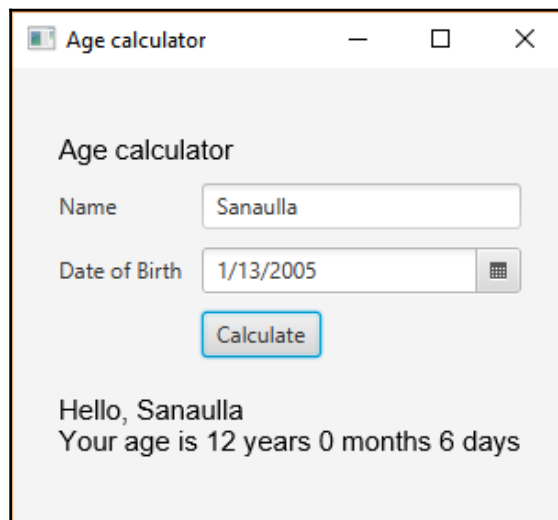 Age calculator
Age calculator
Name Sanaulla
Date of Birth 1/13/2005
Calculate
Hello, Sanaulla
Your age is 12 years 0 months 6 days